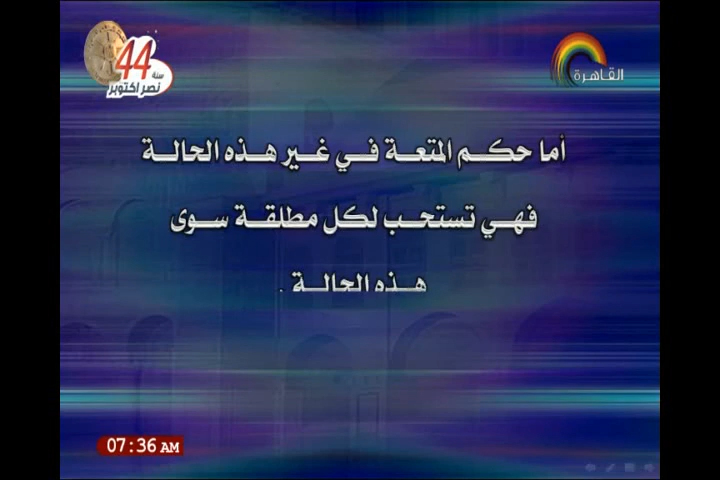 44
سنة
نصر أكتوبر
القاهرة
أما حكم المتعة في غير هذه الحالة
فهي تستحب لكل مطلقة سوى
هذه الحالة .
07:36 AM